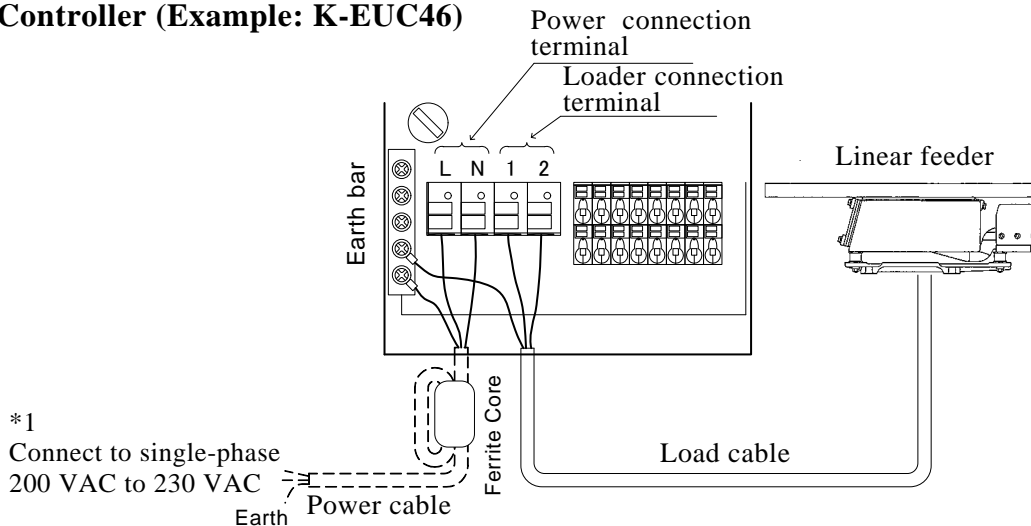 Controller (Example: K-EUC46)
Power connection
terminal
Loader connection
terminal
Linear feeder
Earth bar
L N 1 2
Ferrite Core
*1
Connect to single-phase
200 VAC to 230 VAC
Earth
Power cable
Load cable